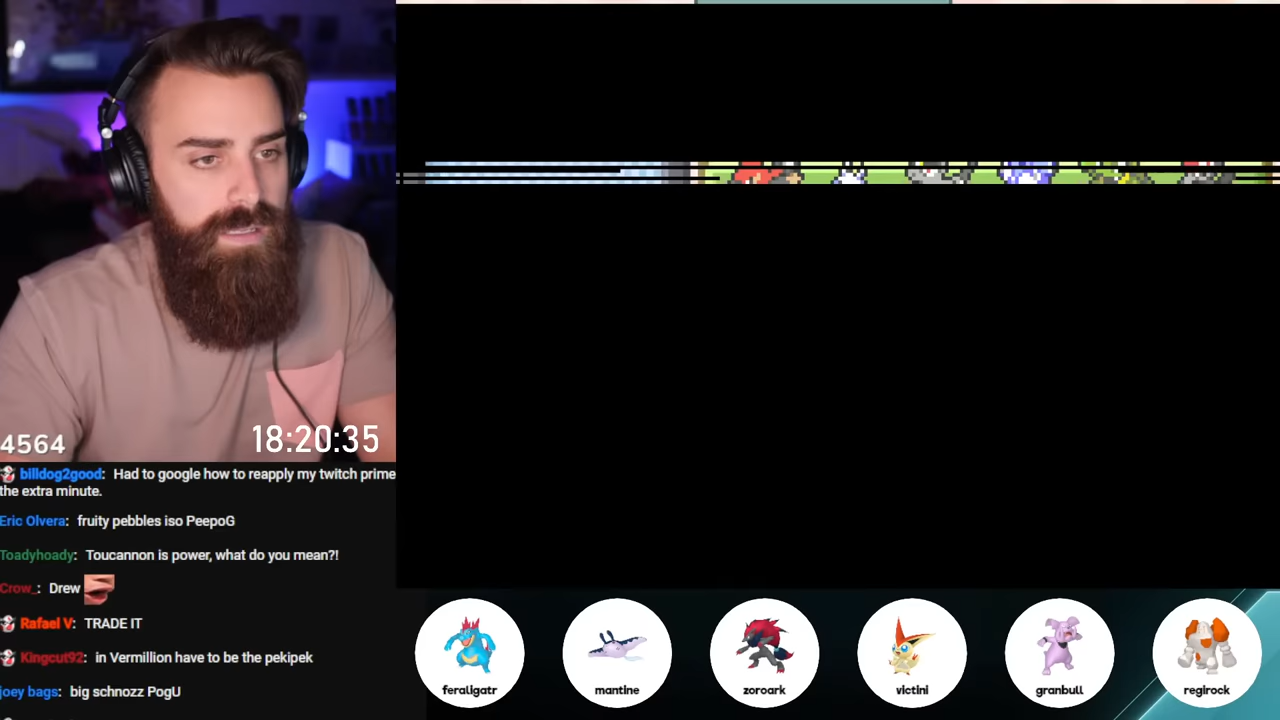 4564
18:20:35
billdog2good: Had to google how to reapply my twitch prime
the extra minute.
Eric Olvera: fruity pebbles iso PeepoG
Toadyhoady: Toucannon is power, what do you mean?!
Crow_: Drew
Rafael V: TRADE IT
Kingcut92: in Vermillion have to be the pekipek
joey bags: big schnozz PogU
feraligatr
mantine
zoroark
victini
granbull
regirock